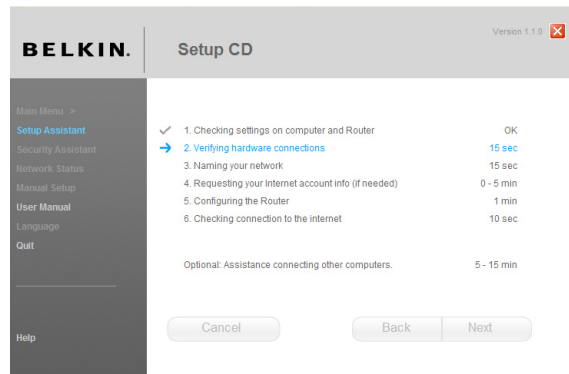 Version 1.1.0
BELKIN.
Setup CD
Main Menu >
Setup Assistant
Security Assistant
Network Status
Manual Setup
User Manual
Language
Quit
Help
1. Checking settings on computer and Router OK
2. Verifying hardware connections 15 sec
3. Naming your network 15 sec
4. Requesting your Internet account info (if needed) 0 - 5 min
5. Configuring the Router 1 min
6. Checking connection to the internet 10 sec
Optional: Assistance connecting other computers. 5 - 15 min
Cancel Back Next